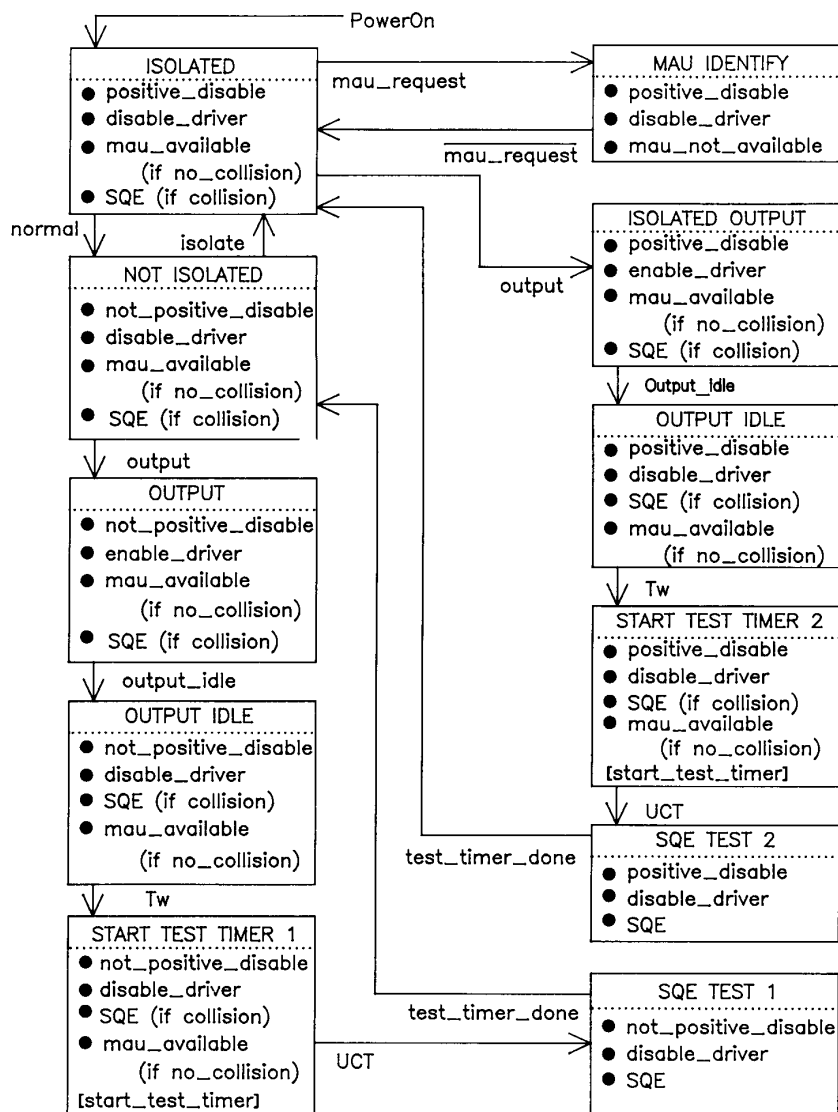 PowerOn
ISOLATED
● positive_disable
● disable_driver
● mau_available
(if no_collision)
● SQE (if collision)
mau_request
MAU IDENTIFY
● positive_disable
● disable_driver
● mau_not_available
mau_request
normal
isolate
output
NOT ISOLATED
● not_positive_disable
● disable_driver
● mau_available
(if no_collision)
● SQE (if collision)
ISOLATED OUTPUT
● positive_disable
● enable_driver
● mau_available
(if no_collision)
● SQE (if collision)
output
Output_idle
OUTPUT
● not_positive_disable
● enable_driver
● mau_available
(if no_collision)
● SQE (if collision)
OUTPUT IDLE
● positive_disable
● disable_driver
● SQE (if collision)
● mau_available
(if no_collision)
output_idle
Tw
OUTPUT IDLE
● not_positive_disable
● disable_driver
● SQE (if collision)
● mau_available
(if no_collision)
START TEST TIMER 2
● positive_disable
● disable_driver
● SQE (if collision)
● mau_available
(if no_collision)
[start_test_timer]
UCT
test_timer_done
SQE TEST 2
● positive_disable
● disable_driver
● SQE
Tw
START TEST TIMER 1
● not_positive_disable
● disable_driver
● SQE (if collision)
● mau_available
(if no_collision)
[start_test_timer]
UCT
test_timer_done
SQE TEST 1
● not_positive_disable
● disable_driver
● SQE